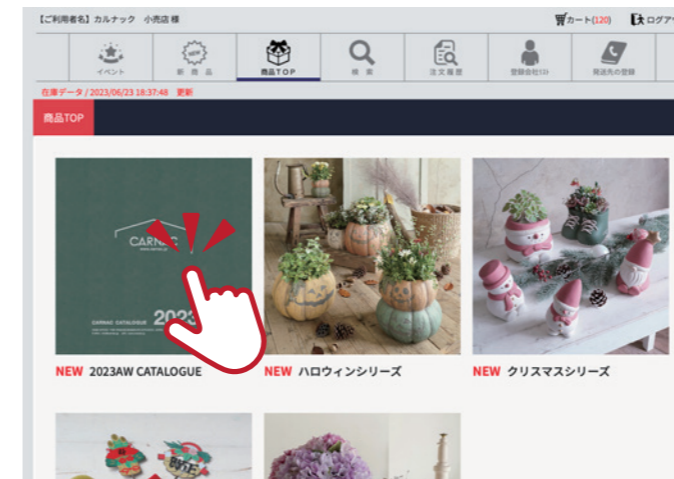 【ご利用者名】カルナック 小売店 様
カート(120)
ログア
イベント
NEW
新 商 品
商品TOP
検 索
注文履歴
登録会社リスト
発送先の登録
在庫データ / 2023/06/23 18:37:48 更新
商品TOP
CARN C
CARNAC CATALOGUE
2023
NEW 2023AW CATALOGUE
NEW ハロウィンシリーズ
NEW クリスマスシリーズ